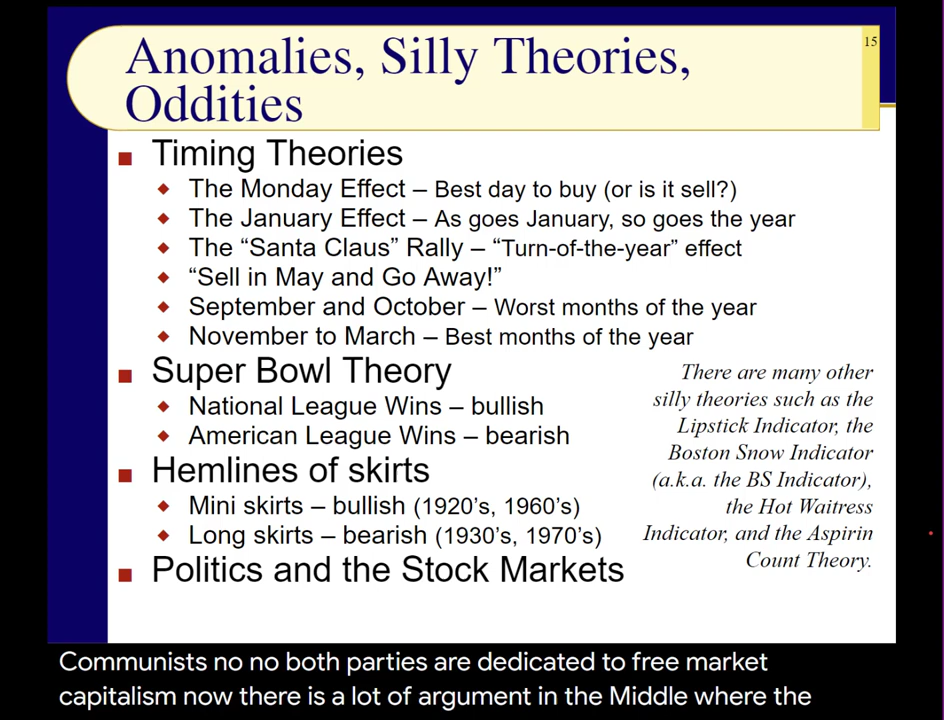 Anomalies, Silly Theories,
Oddities
15
Timing Theories
The Monday Effect – Best day to buy (or is it sell?)
The January Effect – As goes January, so goes the year
The “Santa Claus” Rally – “Turn-of-the-year” effect
“Sell in May and Go Away!”
September and October – Worst months of the year
November to March – Best months of the year
Super Bowl Theory
National League Wins – bullish
American League Wins – bearish
Hemlines of skirts
Mini skirts – bullish (1920’s, 1960’s)
Long skirts – bearish (1930’s, 1970’s)
Politics and the Stock Markets
There are many other
silly theories such as the
Lipstick Indicator, the
Boston Snow Indicator
(a.k.a. the BS Indicator),
the Hot Waitress
Indicator, and the Aspirin
Count Theory.
Communists no no both parties are dedicated to free market
capitalism now there is a lot of argument in the Middle where the